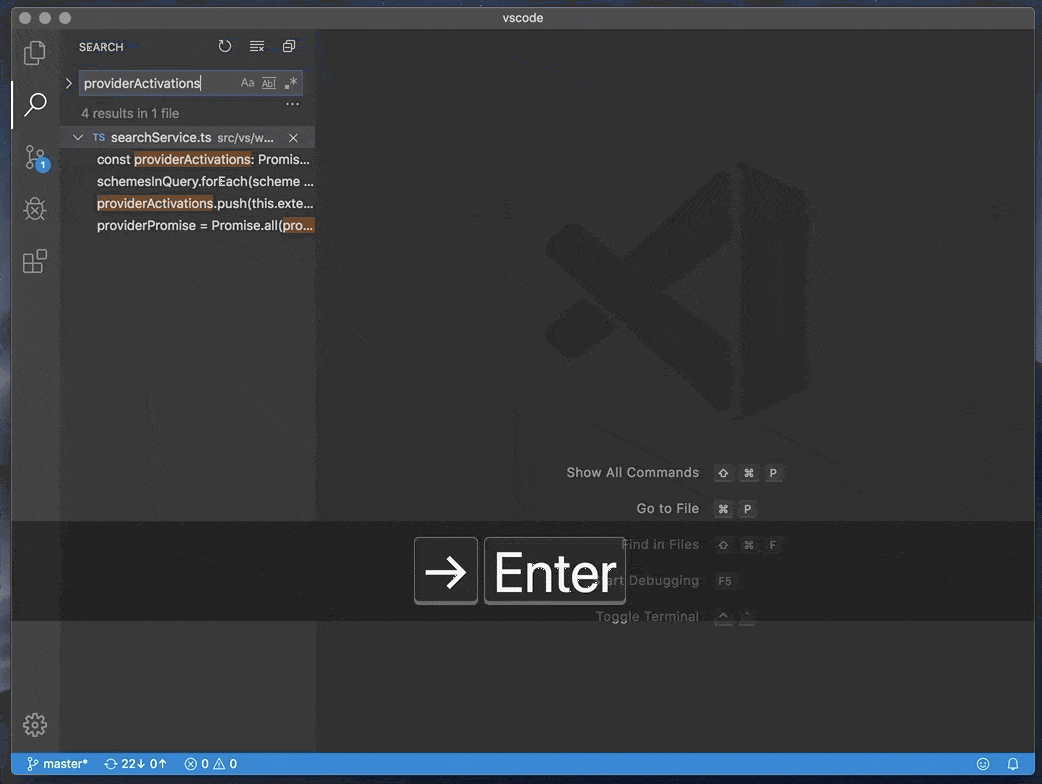 vscode
SEARCH
providerActivations Aa Abl .*
...
4 results in 1 file
TS searchService.ts src/vs/w...
const providerActivations: Promis...
schemesInQuery.forEach(scheme ...
providerActivations.push(this.exte...
providerPromise = Promise.all(pro...
1
Show All Commands ⇧ ⌘ P
Go to File ⌘ P
Find in Files ⇧ ⌘ F
→ Enter
Start Debugging F5
Toggle Terminal ^ `
master* 22↓ 0↑ 0 0